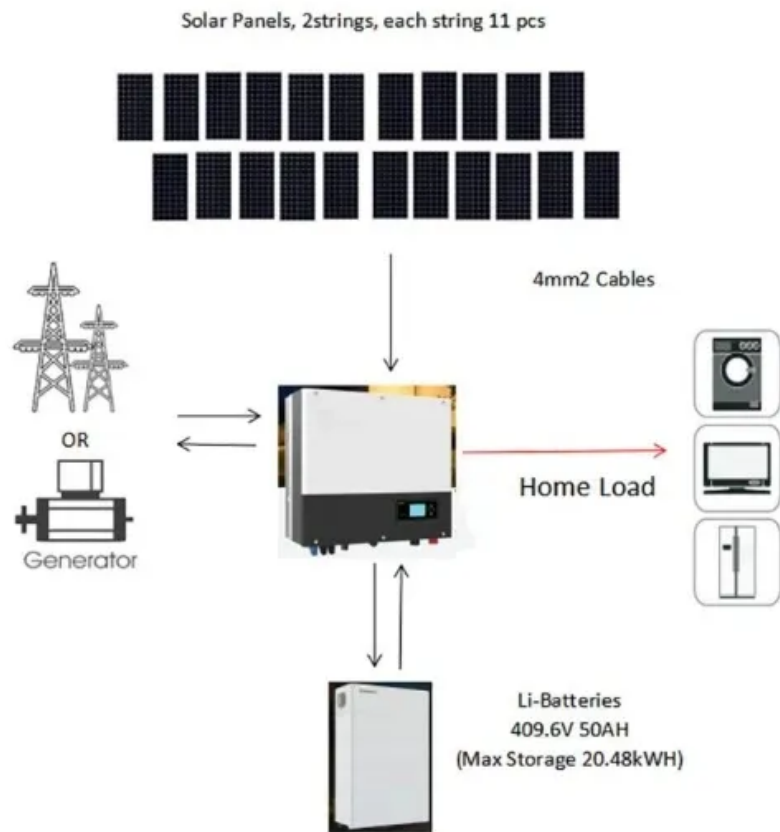 Solar Panels, 2strings, each string 11 pcs
4mm2 Cables
OR
Home Load
Generator
Li-Batteries
409.6V 50AH
(Max Storage 20.48kWH)